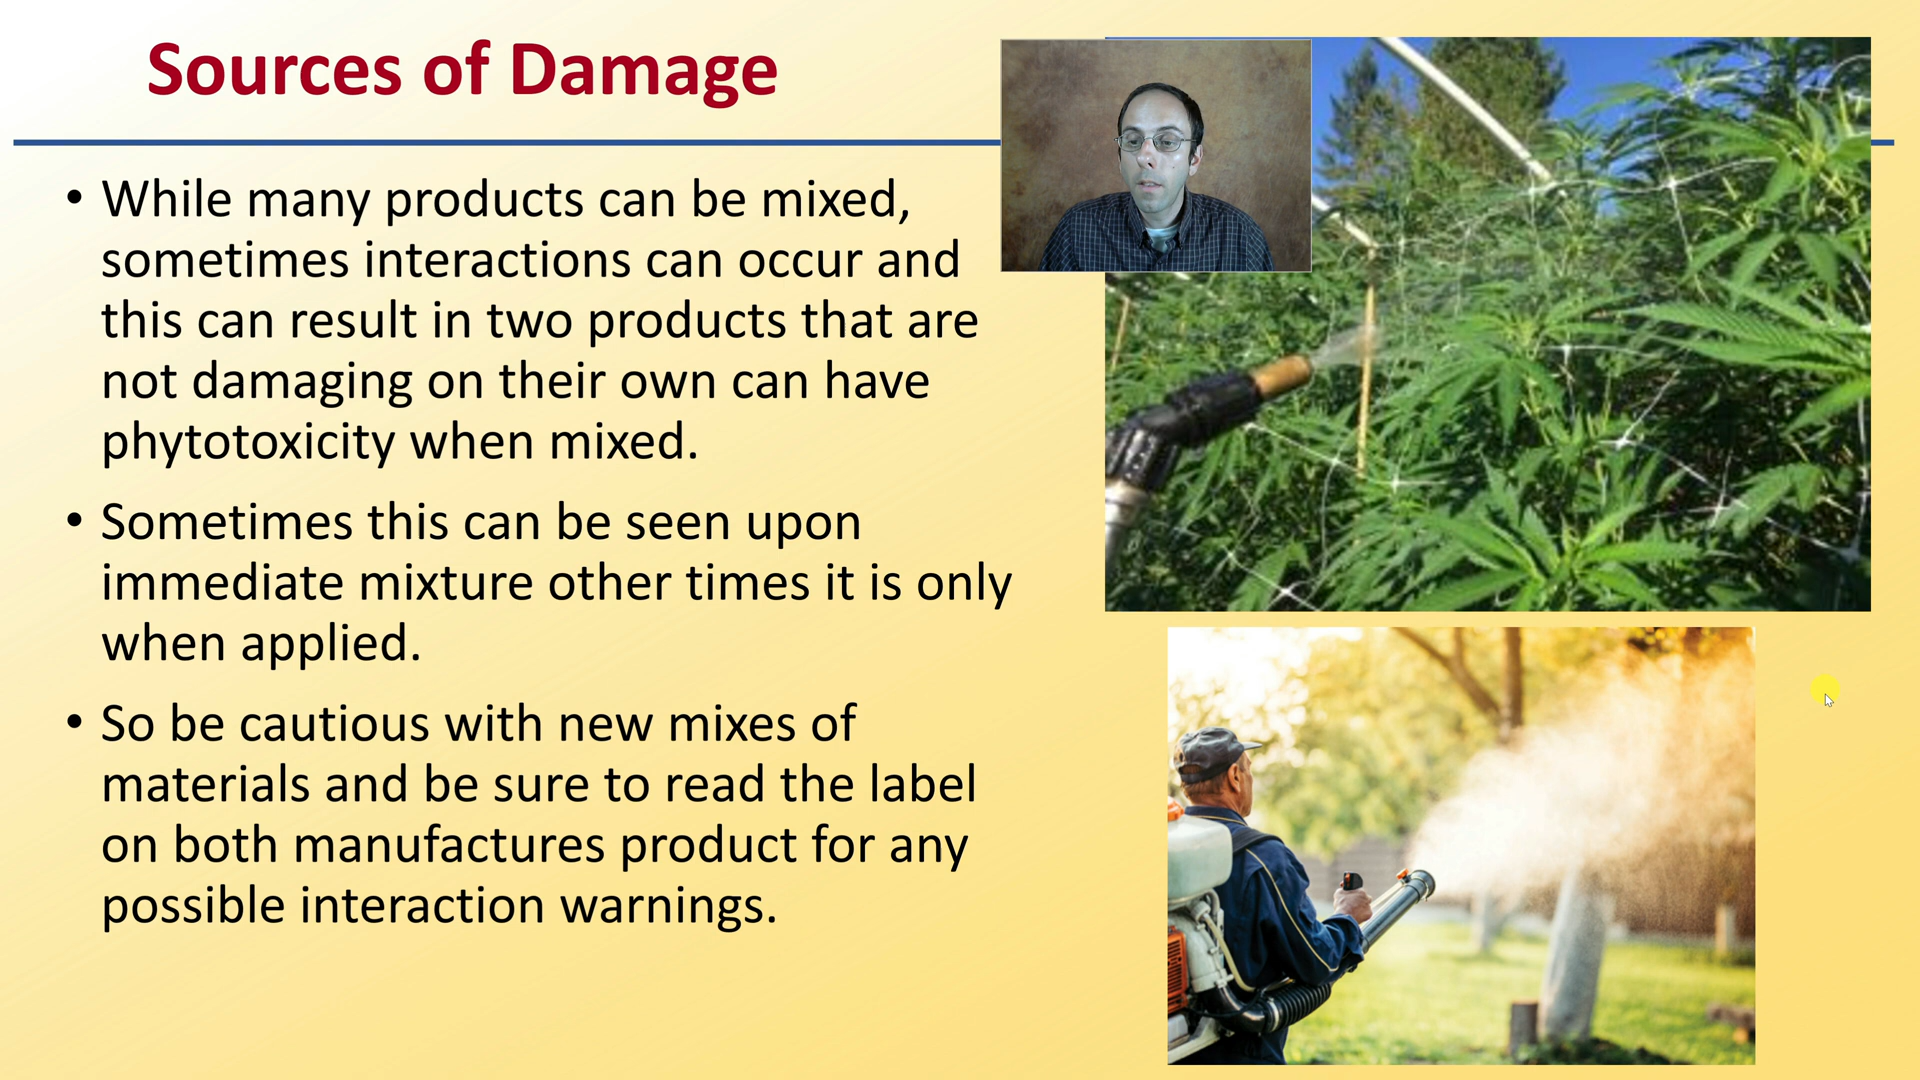 Sources of Damage
• While many products can be mixed,
sometimes interactions can occur and
this can result in two products that are
not damaging on their own can have
phytotoxicity when mixed.
• Sometimes this can be seen upon
immediate mixture other times it is only
when applied.
• So be cautious with new mixes of
materials and be sure to read the label
on both manufactures product for any
possible interaction warnings.